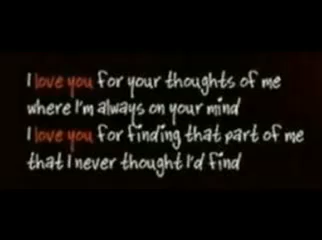 I love you for your thoughts of me
where I'm always on your mind
I love you for finding that part of me
that I never thought I'd find